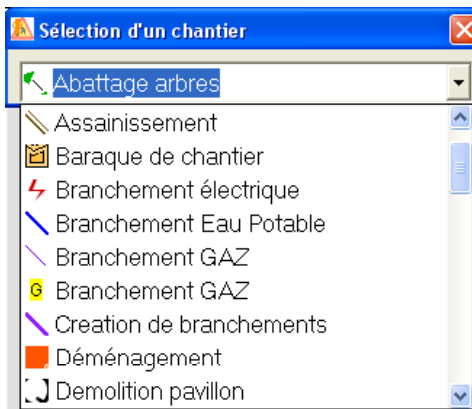 Sélection d'un chantier
Abattage arbres
Assainissement
Baraque de chantier
Branchement électrique
Branchement Eau Potable
Branchement GAZ
G Branchement GAZ
Creation de branchements
Déménagement
Demolition pavillon